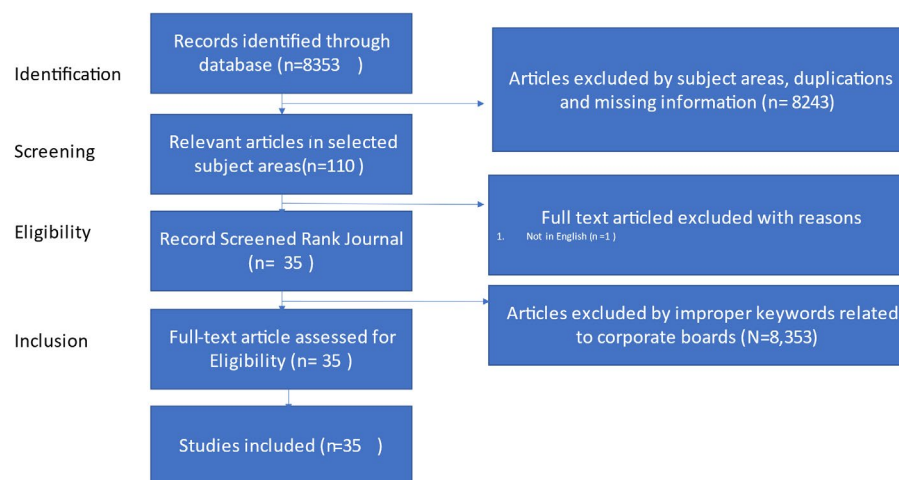 Records identified through
database (n=8353 )
Identification
Articles excluded by subject areas, duplications
and missing information (n= 8243)
Screening
Relevant articles in selected
subject areas(n=110 )
Full text articled excluded with reasons
1. Not in English (n =1 )
Eligibility
Record Screened Rank Journal
(n= 35 )
Articles excluded by improper keywords related
to corporate boards (N=8,353)
Inclusion
Full-text article assessed for
Eligibility (n= 35 )
Studies included (n=35 )